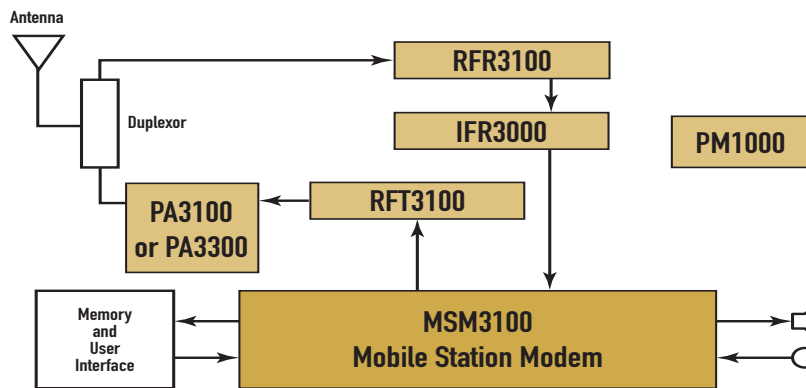 Antenna
RFR3100
Duplexor
IFR3000
PM1000
PA3100
or PA3300
RFT3100
Memory
and
User
Interface
MSM3100
Mobile Station Modem